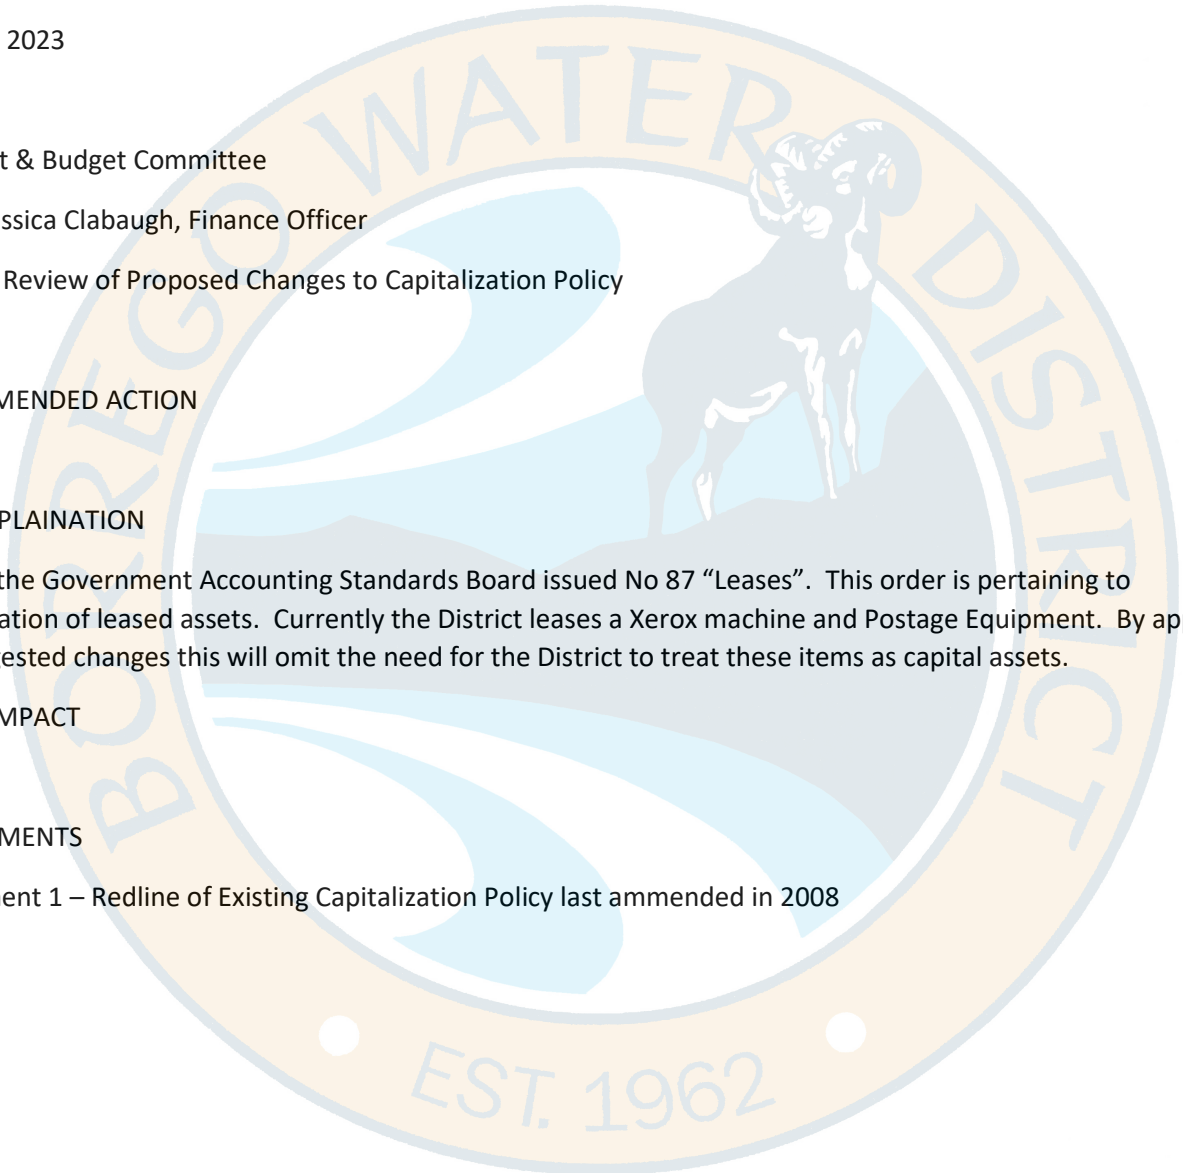 2023
t & Budget Committee
ssica Clabaugh, Finance Officer
Review of Proposed Changes to Capitalization Policy
MENDED ACTION
PLAINATION
the Government Accounting Standards Board issued No 87 “Leases”. This order is pertaining to
ation of leased assets. Currently the District leases a Xerox machine and Postage Equipment. By ap
gested changes this will omit the need for the District to treat these items as capital assets.
MPACT
MENTS
ent 1 – Redline of Existing Capitalization Policy last ammended in 2008
BORREGO WATER DISTRICT
EST. 1962